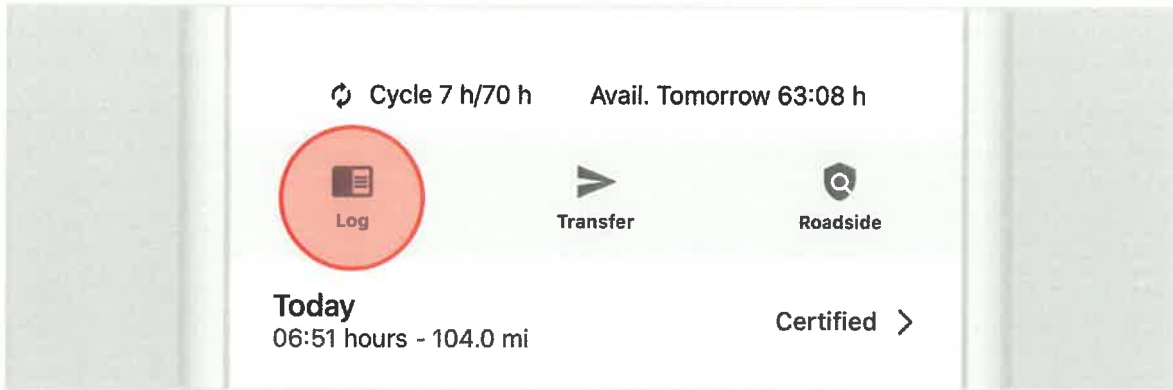 Cycle 7 h/70 h Avail. Tomorrow 63:08 h
Log Transfer Roadside
Today
06:51 hours - 104.0 mi
Certified